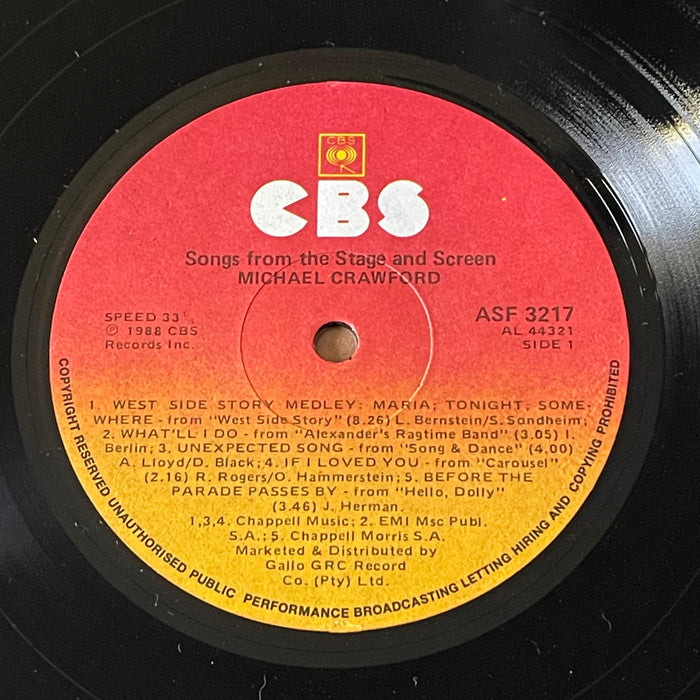 CBS
CBS
Songs from the Stage and Screen
MICHAEL CRAWFORD
SPEED 33⅓
℗ 1988 CBS
Records Inc.
ASF 3217
AL 44321
SIDE 1
1. WEST SIDE STORY MEDLEY: MARIA; TONIGHT; SOME-
WHERE - from "West Side Story" (8.26) L. Bernstein/S. Sondheim;
2. WHAT'LL I DO - from "Alexander's Ragtime Band" (3.05) I.
Berlin; 3. UNEXPECTED SONG - from "Song & Dance" (4.00)
A. Lloyd/D. Black; 4. IF I LOVED YOU - from "Carousel"
(2.16) R. Rogers/O. Hammerstein; 5. BEFORE THE
PARADE PASSES BY - from "Hello, Dolly"
(3.46) J. Herman.
1,3,4. Chappell Music; 2. EMI Msc Publ.
S.A.; 5. Chappell Morris S.A.
Marketed & Distributed by
Gallo GRC Record
Co. (Pty) Ltd.
COPYRIGHT RESERVED UNAUTHORISED PUBLIC PERFORMANCE BROADCASTING LETTING HIRING AND COPYING PROHIBITED